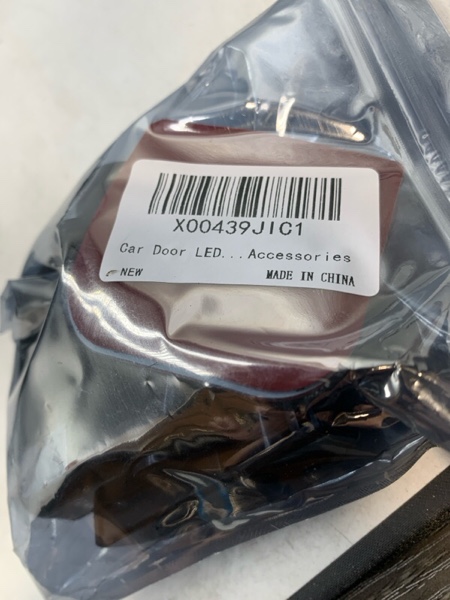 X00439JIC1
Car Door LED...Accessories
NEW
MADE IN CHINA